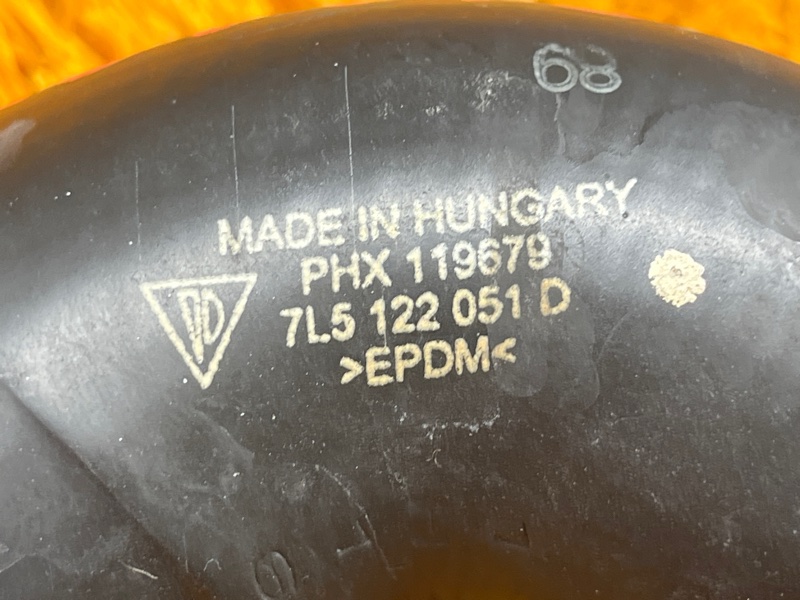 68
MADE IN HUNGARY
PHX 119679
7L5 122 051 D
>EPDM<